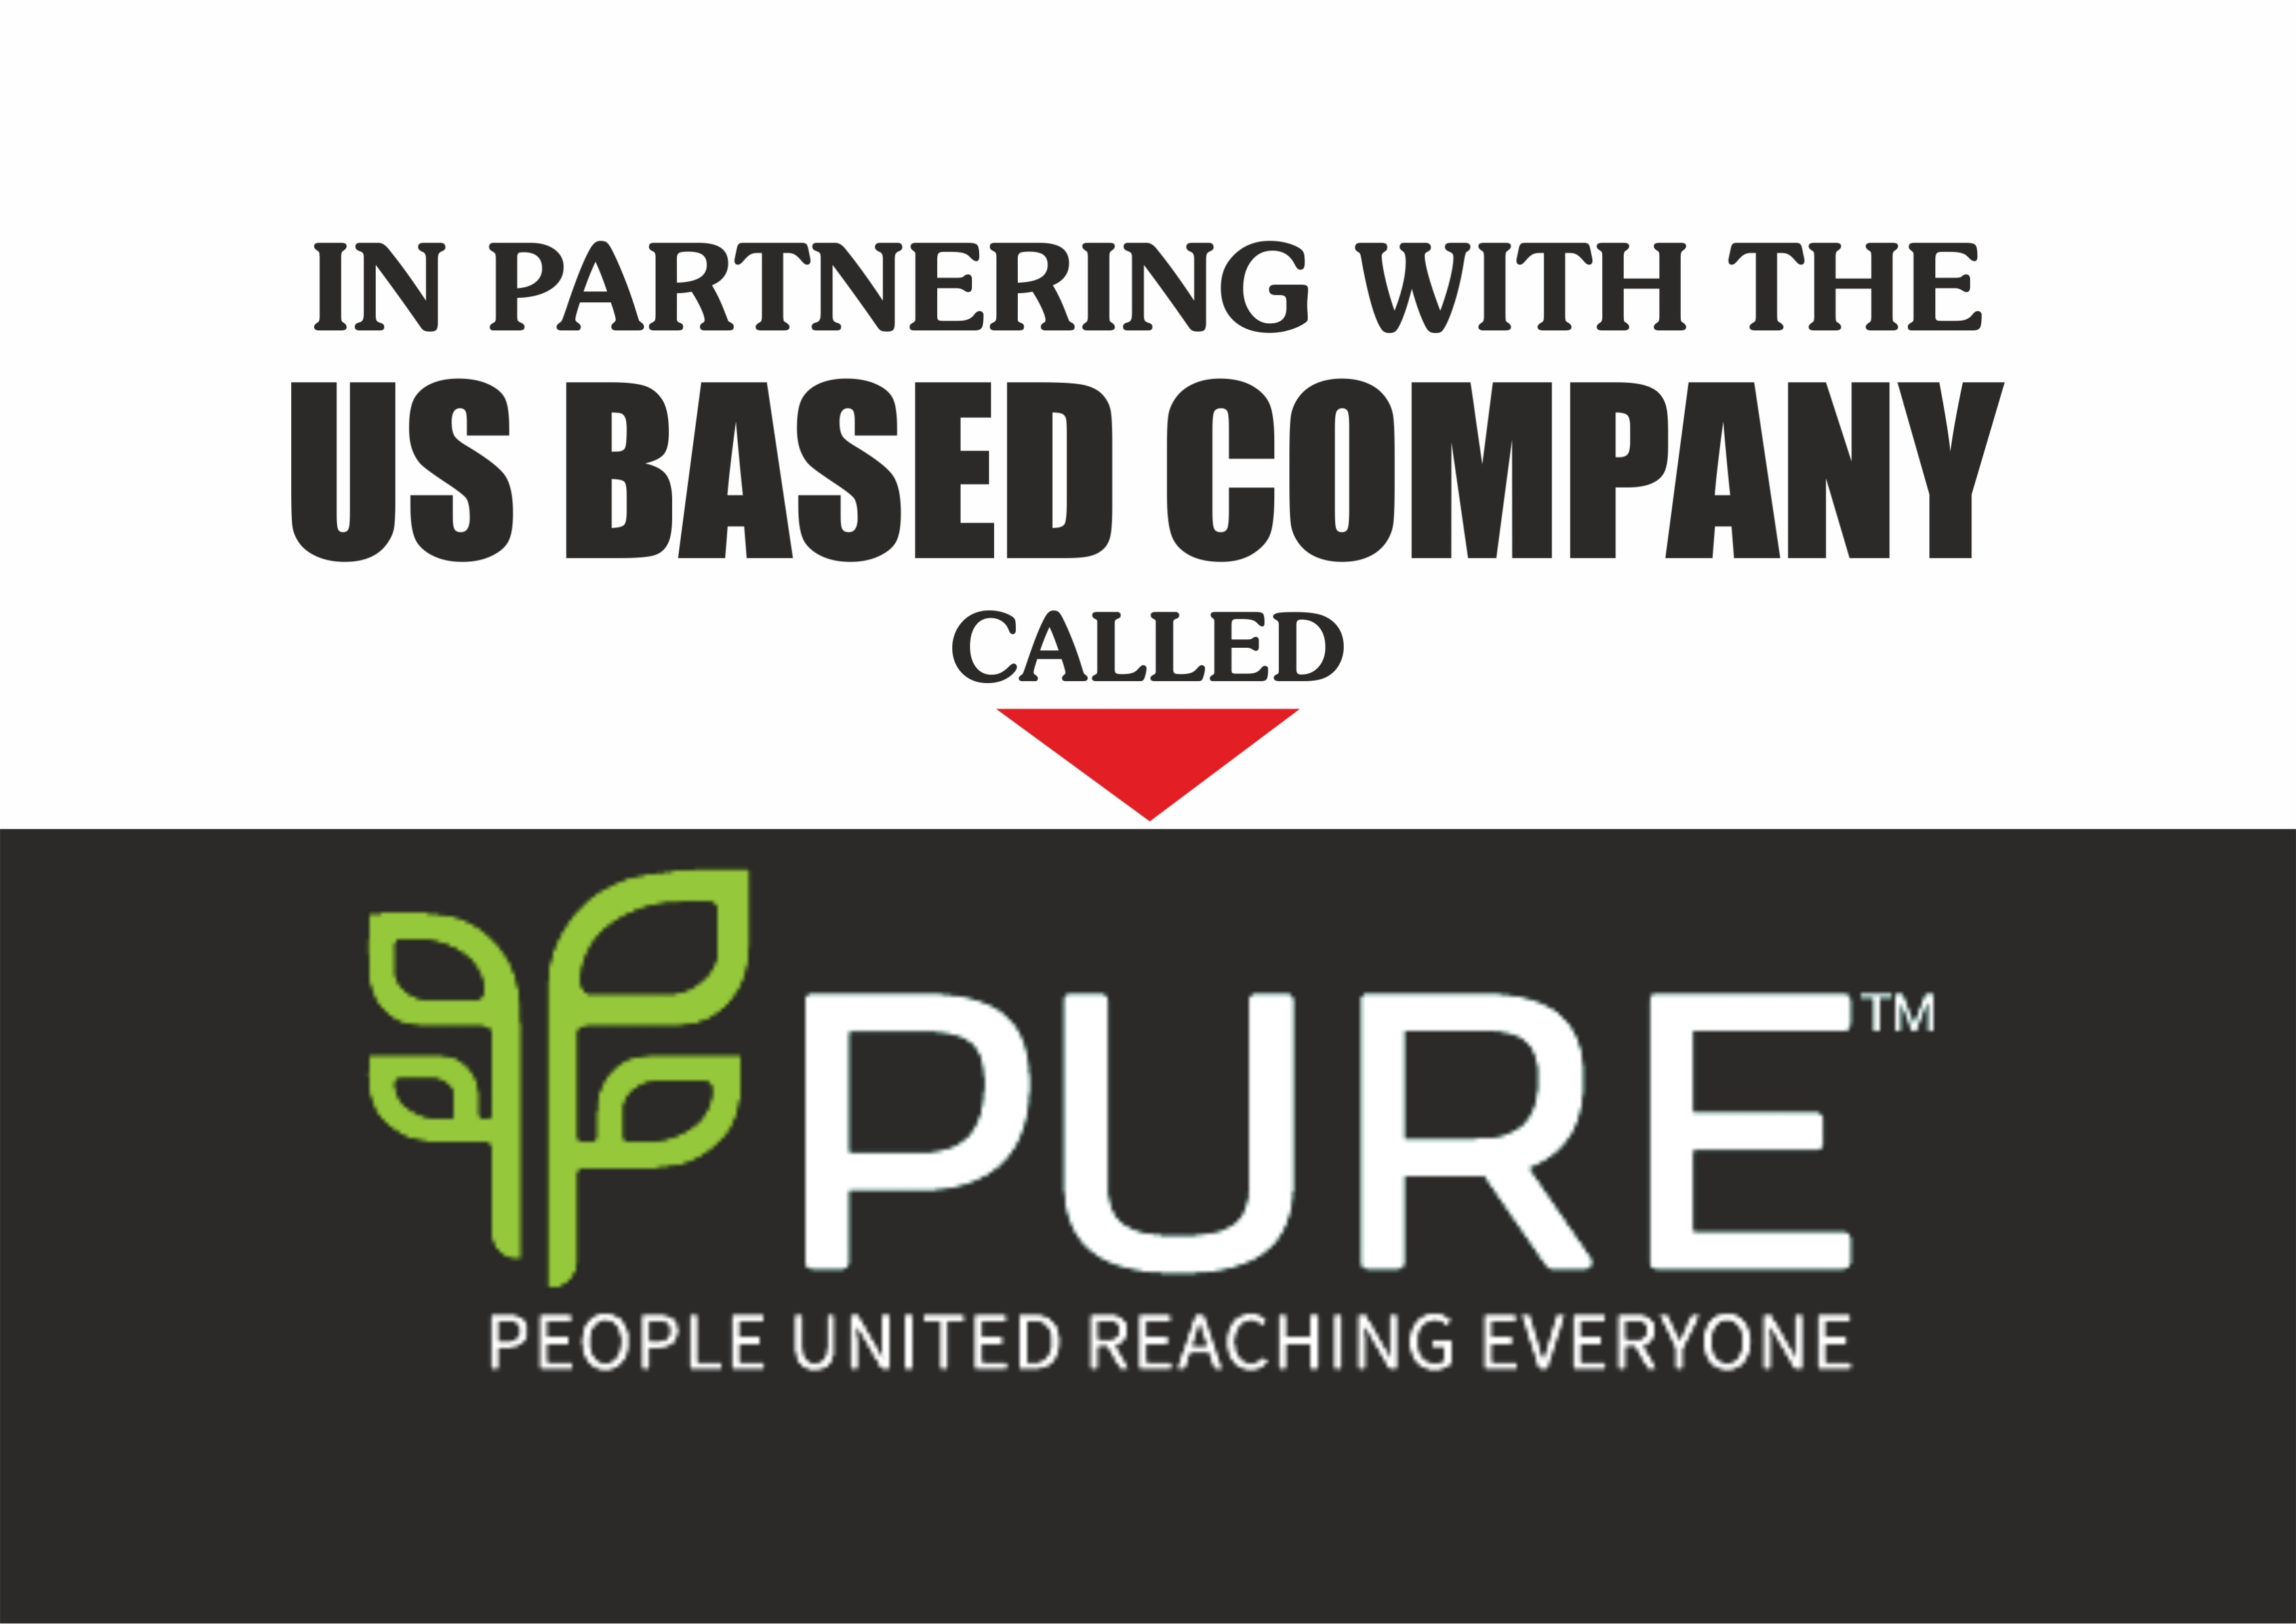 IN PARTNERING WITH THE
US BASED COMPANY
CALLED
PURE™
PEOPLE UNITED REACHING EVERYONE